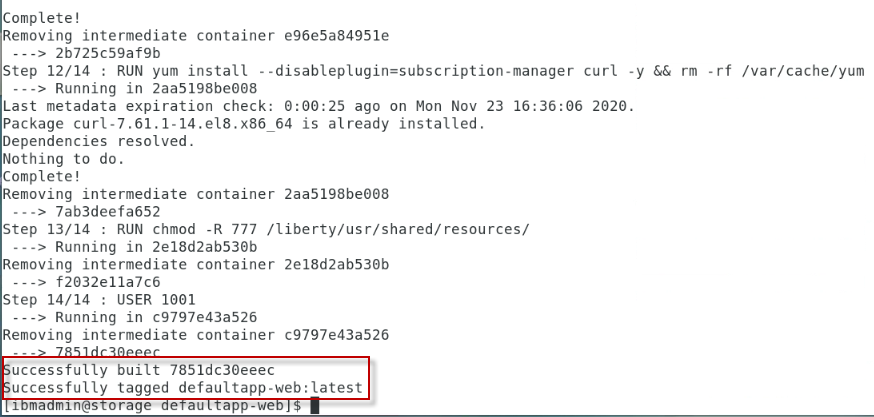 Complete!
Removing intermediate container e96e5a84951e
 ---> 2b725c59af9b
Step 12/14 : RUN yum install --disableplugin=subscription-manager curl -y && rm -rf /var/cache/yum
 ---> Running in 2aa5198be008
Last metadata expiration check: 0:00:25 ago on Mon Nov 23 16:36:06 2020.
Package curl-7.61.1-14.el8.x86_64 is already installed.
Dependencies resolved.
Nothing to do.
Complete!
Removing intermediate container 2aa5198be008
 ---> 7ab3deefa652
Step 13/14 : RUN chmod -R 777 /liberty/usr/shared/resources/
 ---> Running in 2e18d2ab530b
Removing intermediate container 2e18d2ab530b
 ---> f2032e11a7c6
Step 14/14 : USER 1001
 ---> Running in c9797e43a526
Removing intermediate container c9797e43a526
 ---> 7851dc30eeec
Successfully built 7851dc30eeec
Successfully tagged defaultapp-web:latest
[ibmadmin@storage defaultapp-web]$